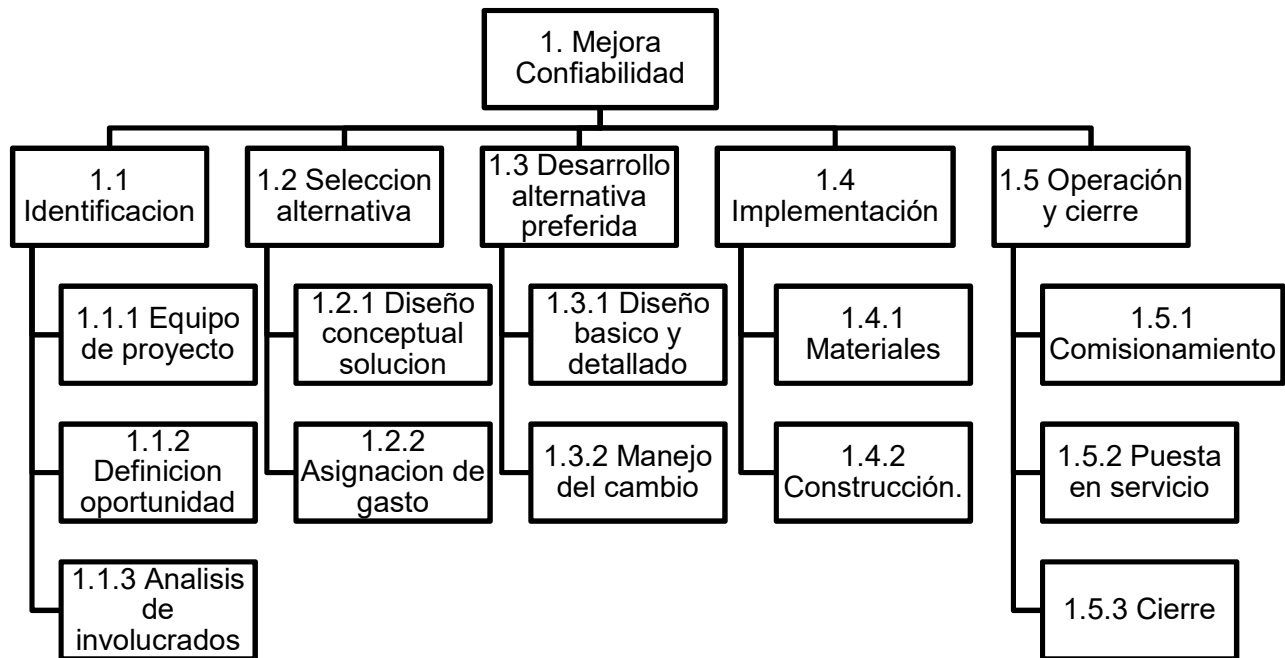 1. Mejora
Confiabilidad
1.1
Identificacion
1.2 Seleccion
alternativa
1.3 Desarrollo
alternativa
preferida
1.4
Implementación
1.5 Operación
y cierre
1.1.1 Equipo
de proyecto
1.2.1 Diseño
conceptual
solucion
1.3.1 Diseño
basico y
detallado
1.4.1
Materiales
1.5.1
Comisionamiento
1.1.2
Definicion
oportunidad
1.2.2
Asignacion de
gasto
1.3.2 Manejo
del cambio
1.4.2
Construcción.
1.5.2 Puesta
en servicio
1.1.3 Analisis
de
involucrados
1.5.3 Cierre